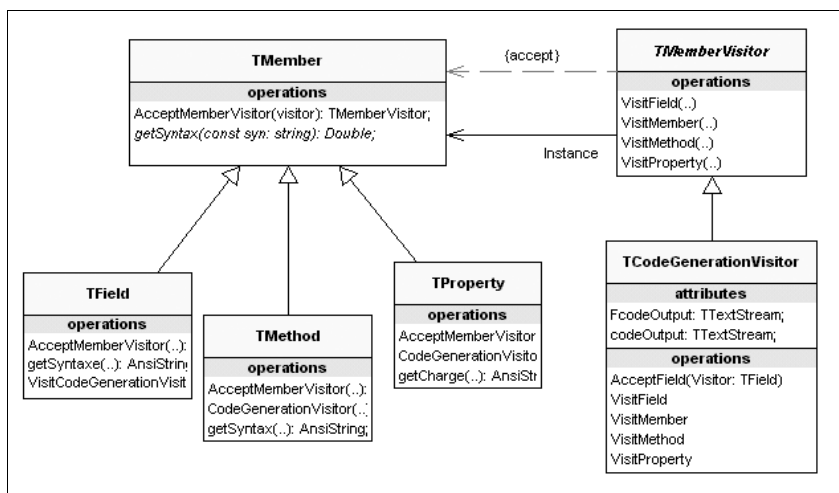 TMember
operations
AcceptMemberVisitor(visitor): TMemberVisitor;
getSyntax(const syn: string): Double;
{accept}
Instance
TMemberVisitor
operations
VisitField(..)
VisitMember(..)
VisitMethod(..)
VisitProperty(..)
TField
operations
AcceptMemberVisitor(..):
getSyntaxe(..): AnsiString
VisitCodeGenerationVisit
TMethod
operations
AcceptMemberVisitor(..):
CodeGenerationVisitor(..
getSyntax(..): AnsiString;
TProperty
operations
AcceptMemberVisitor
CodeGenerationVisito
getCharge(..): AnsiStr
TCodeGenerationVisitor
attributes
FcodeOutput: TTextStream;
codeOutput: TTextStream;
operations
AcceptField(Visitor: TField)
VisitField
VisitMember
VisitMethod
VisitProperty